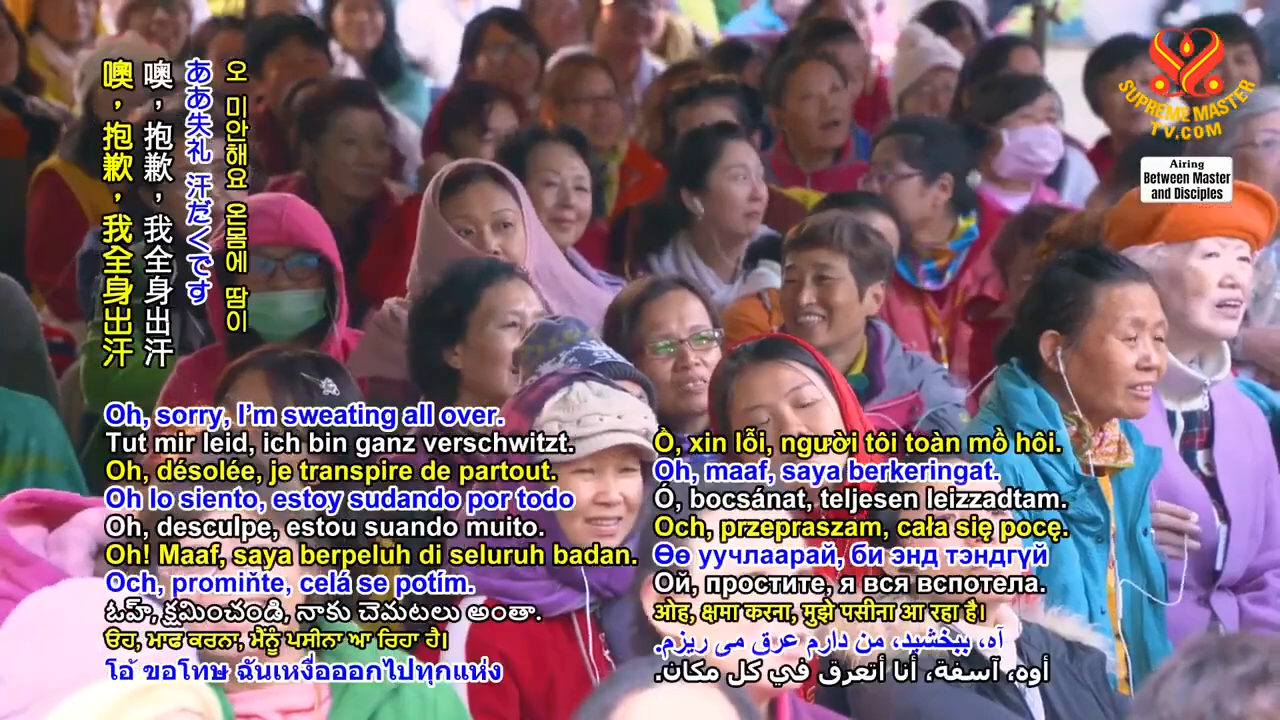 噢，抱歉，我全身出汗
噢，抱歉，我全身出汗
ああ失礼 汗だくです
오 미안해요 온몸에 땀이
SUPREME MASTER
TV.COM
Airing
Between Master
and Disciples
Oh, sorry, I'm sweating all over.
Tut mir leid, ich bin ganz verschwitzt.
Oh, désolée, je transpire de partout.
Oh lo siento, estoy sudando por todo
Oh, desculpe, estou suando muito.
Oh! Maaf, saya berpeluh di seluruh badan.
Och, promiňte, celá se potím.
ఓహ్, క్షమించండి, నాకు చెమటలు అంతా.
ਓਹ, ਮਾਫ ਕਰਨਾ, ਮੈਨੂੰ ਪਸੀਨਾ ਆ ਰਿਹਾ ਹੈ।
โอ้ ขอโทษ ฉันเหงื่อออกไปทุกแห่ง
Ồ, xin lỗi, người tôi toàn mồ hôi.
Oh, maaf, saya berkeringat.
Ó, bocsánat, teljesen leizzadtam.
Och, przepraszam, cała się pocę.
Өө уучлаарай, би энд тэндгүй
Ой, простите, я вся вспотела.
ओह, क्षमा करना, मुझे पसीना आ रहा है।
آه، ببخشید، من دارم عرق می ریزم.
أوه، آسفة، أنا أتعرق في كل مكان.